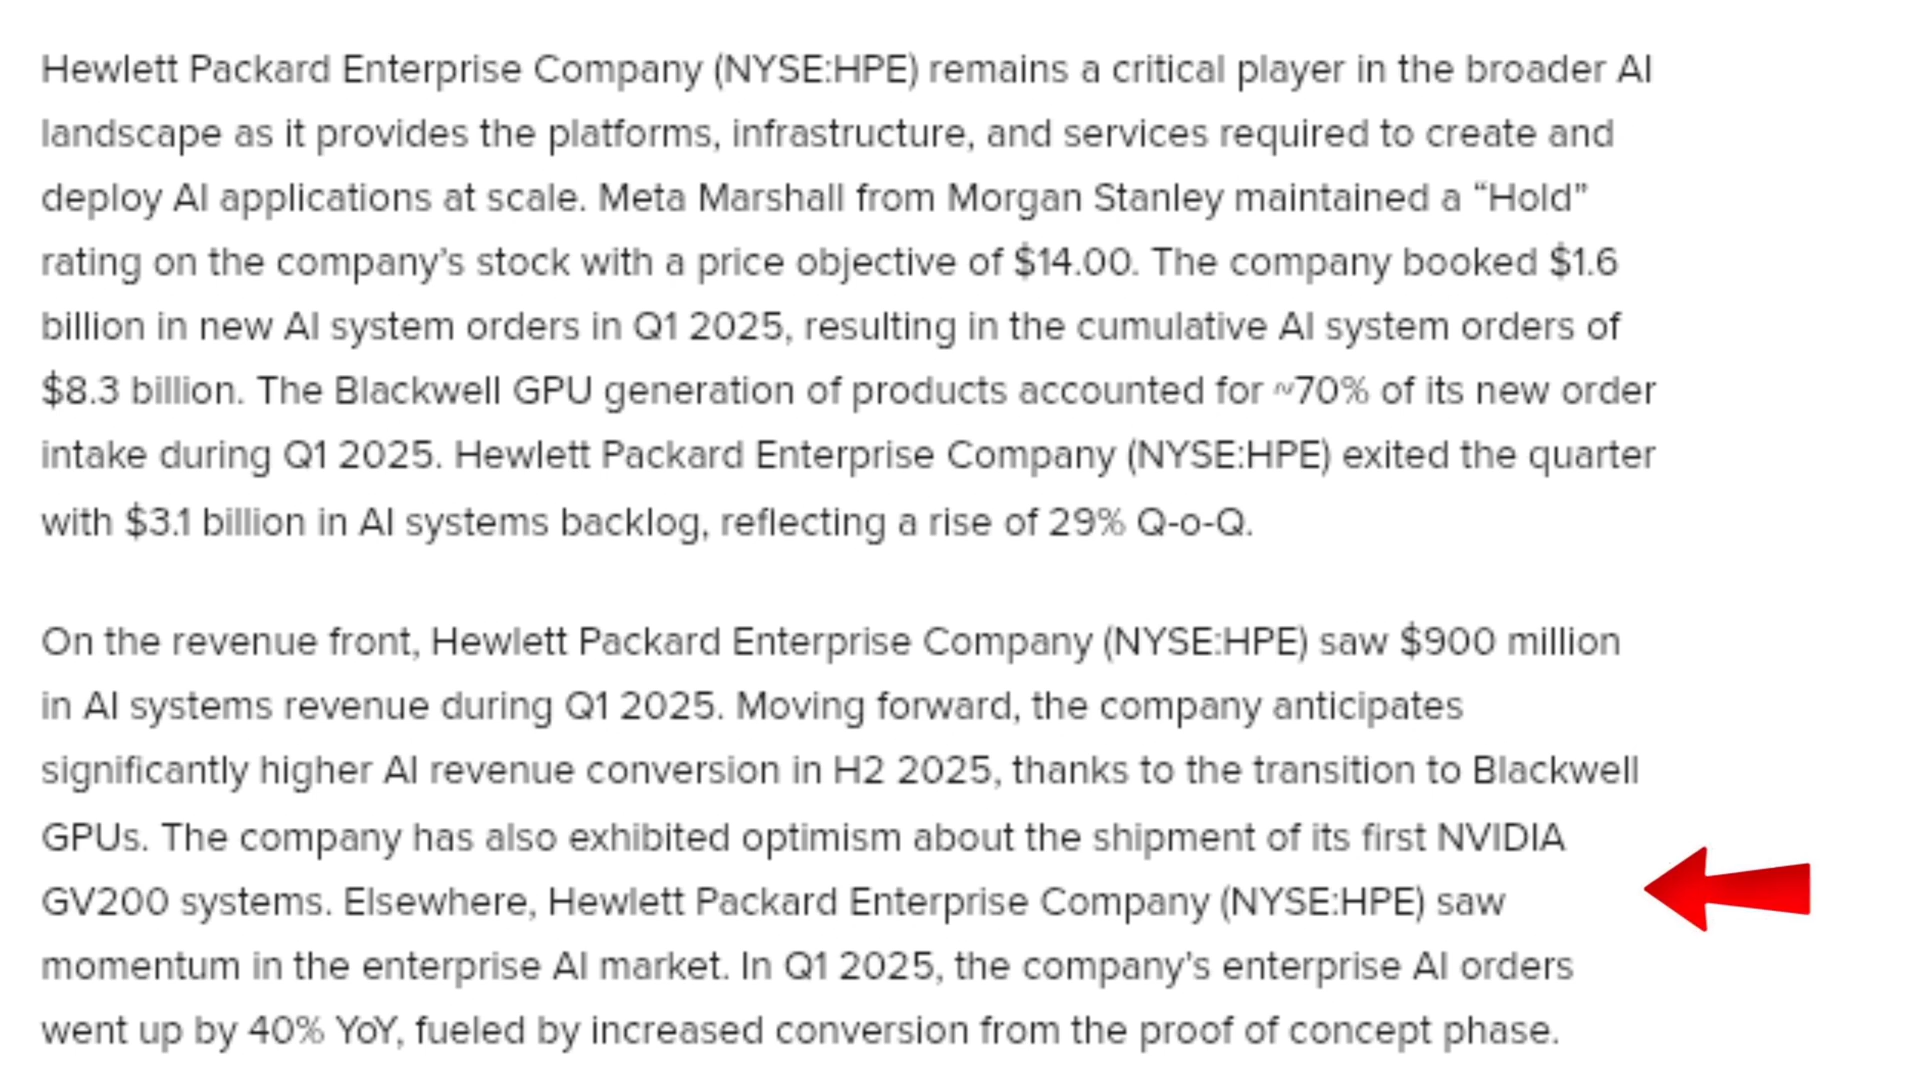 Hewlett Packard Enterprise Company (NYSE:HPE) remains a critical player in the broader AI
landscape as it provides the platforms, infrastructure, and services required to create and
deploy AI applications at scale. Meta Marshall from Morgan Stanley maintained a “Hold”
rating on the company’s stock with a price objective of $14.00. The company booked $1.6
billion in new AI system orders in Q1 2025, resulting in the cumulative AI system orders of
$8.3 billion. The Blackwell GPU generation of products accounted for ~70% of its new order
intake during Q1 2025. Hewlett Packard Enterprise Company (NYSE:HPE) exited the quarter
with $3.1 billion in AI systems backlog, reflecting a rise of 29% Q-o-Q.
On the revenue front, Hewlett Packard Enterprise Company (NYSE:HPE) saw $900 million
in AI systems revenue during Q1 2025. Moving forward, the company anticipates
significantly higher AI revenue conversion in H2 2025, thanks to the transition to Blackwell
GPUs. The company has also exhibited optimism about the shipment of its first NVIDIA
GV200 systems. Elsewhere, Hewlett Packard Enterprise Company (NYSE:HPE) saw
momentum in the enterprise AI market. In Q1 2025, the company’s enterprise AI orders
went up by 40% YoY, fueled by increased conversion from the proof of concept phase.